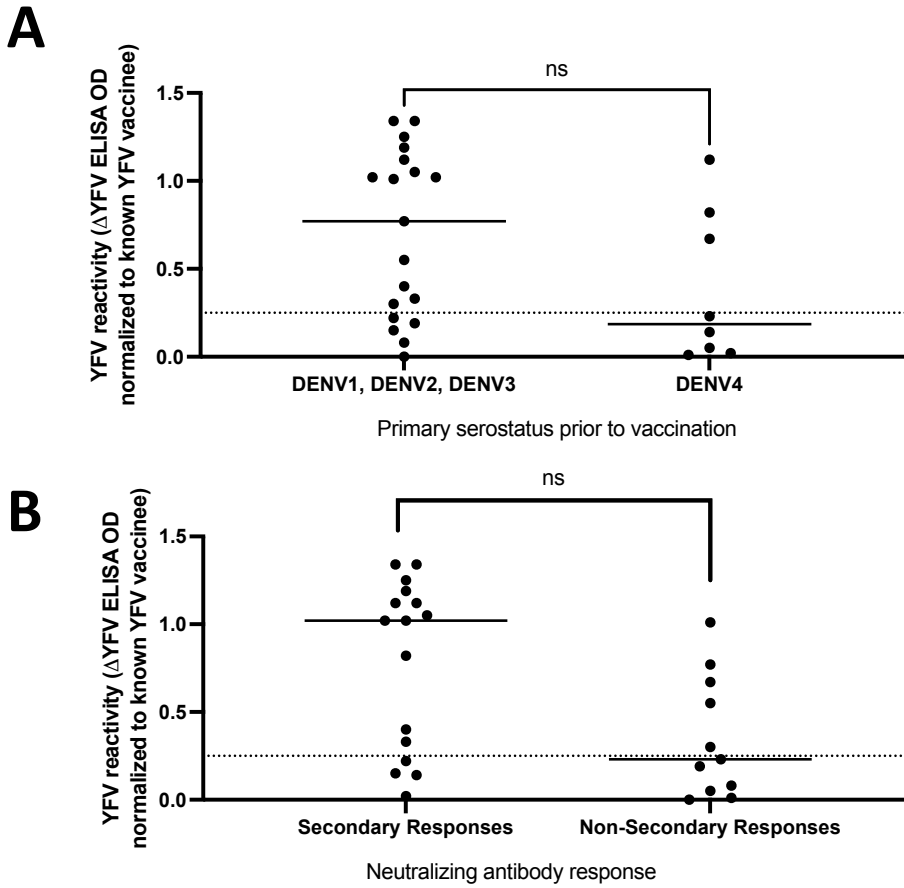 A
YFV reactivity (ΔYFV ELISA OD
normalized to known YFV vaccinee)
ns
1.5
1.0
0.5
0.0
DENV1, DENV2, DENV3
DENV4
Primary serostatus prior to vaccination
B
YFV reactivity (ΔYFV ELISA OD
normalized to known YFV vaccinee)
ns
1.5
1.0
0.5
0.0
Secondary Responses
Non-Secondary Responses
Neutralizing antibody response